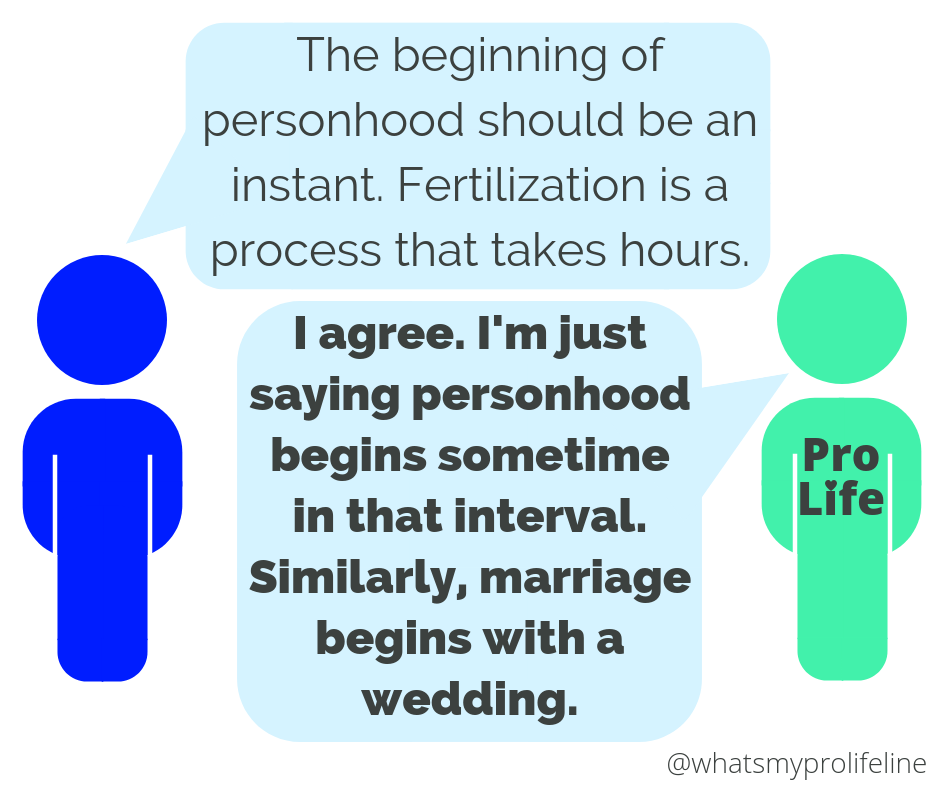 The beginning of
personhood should be an
instant. Fertilization is a
process that takes hours.
I agree. I'm just
saying personhood
begins sometime
in that interval.
Similarly, marriage
begins with a
wedding.
Pro
Life
@whatsmyprolifeline